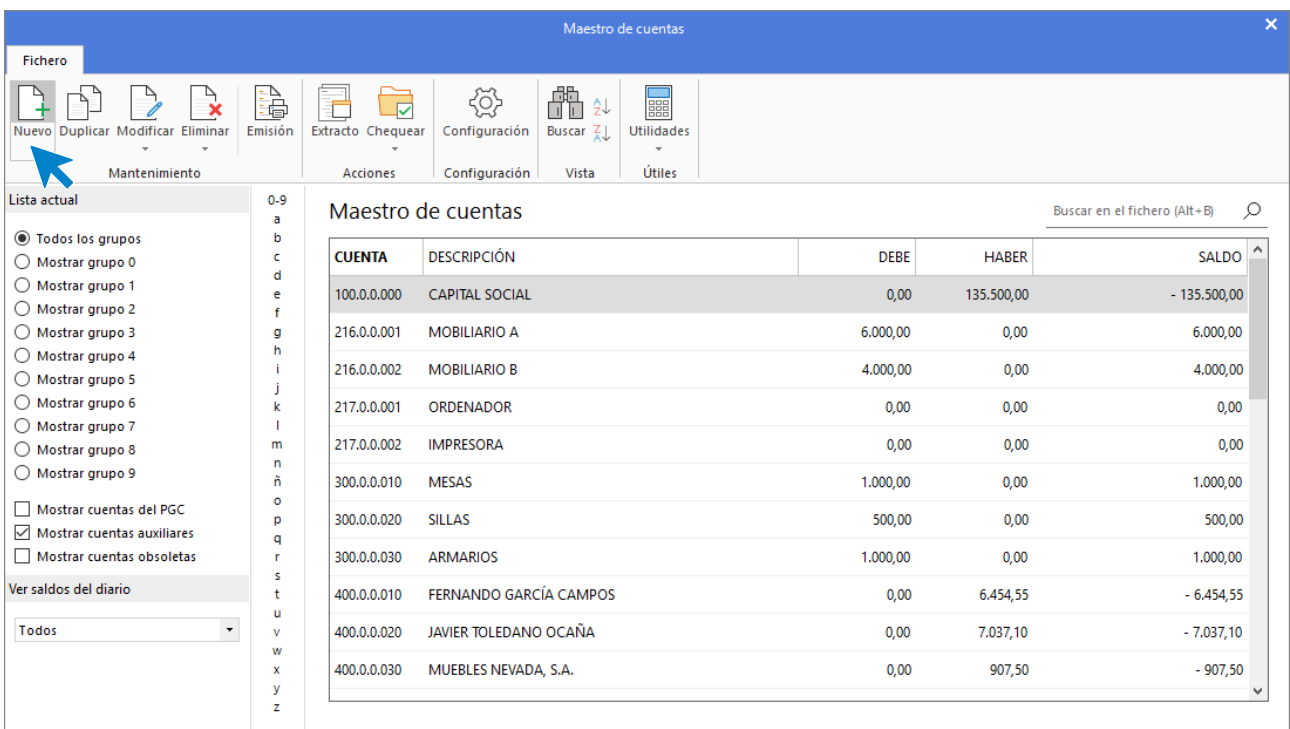 Maestro de cuentas
Fichero
Nuevo Duplicar Modificar Eliminar Emisión Extracto Chequear Configuración Buscar Utilidades
Mantenimiento Acciones Configuración Vista Útiles
Lista actual
Todos los grupos
Mostrar grupo 0
Mostrar grupo 1
Mostrar grupo 2
Mostrar grupo 3
Mostrar grupo 4
Mostrar grupo 5
Mostrar grupo 6
Mostrar grupo 7
Mostrar grupo 8
Mostrar grupo 9
Mostrar cuentas del PGC
Mostrar cuentas auxiliares
Mostrar cuentas obsoletas
Ver saldos del diario
Todos
0-9
a
b
c
d
e
f
g
h
i
j
k
l
m
n
ñ
o
p
q
r
s
t
u
v
w
x
y
z
Maestro de cuentas
Buscar en el fichero (Alt+B)
CUENTA DESCRIPCIÓN DEBE HABER SALDO
100.0.0.000 CAPITAL SOCIAL 0,00 135.500,00 - 135.500,00
216.0.0.001 MOBILIARIO A 6.000,00 0,00 6.000,00
216.0.0.002 MOBILIARIO B 4.000,00 0,00 4.000,00
217.0.0.001 ORDENADOR 0,00 0,00 0,00
217.0.0.002 IMPRESORA 0,00 0,00 0,00
300.0.0.010 MESAS 1.000,00 0,00 1.000,00
300.0.0.020 SILLAS 500,00 0,00 500,00
300.0.0.030 ARMARIOS 1.000,00 0,00 1.000,00
400.0.0.010 FERNANDO GARCÍA CAMPOS 0,00 6.454,55 - 6.454,55
400.0.0.020 JAVIER TOLEDANO OCAÑA 0,00 7.037,10 - 7.037,10
400.0.0.030 MUEBLES NEVADA, S.A. 0,00 907,50 - 907,50